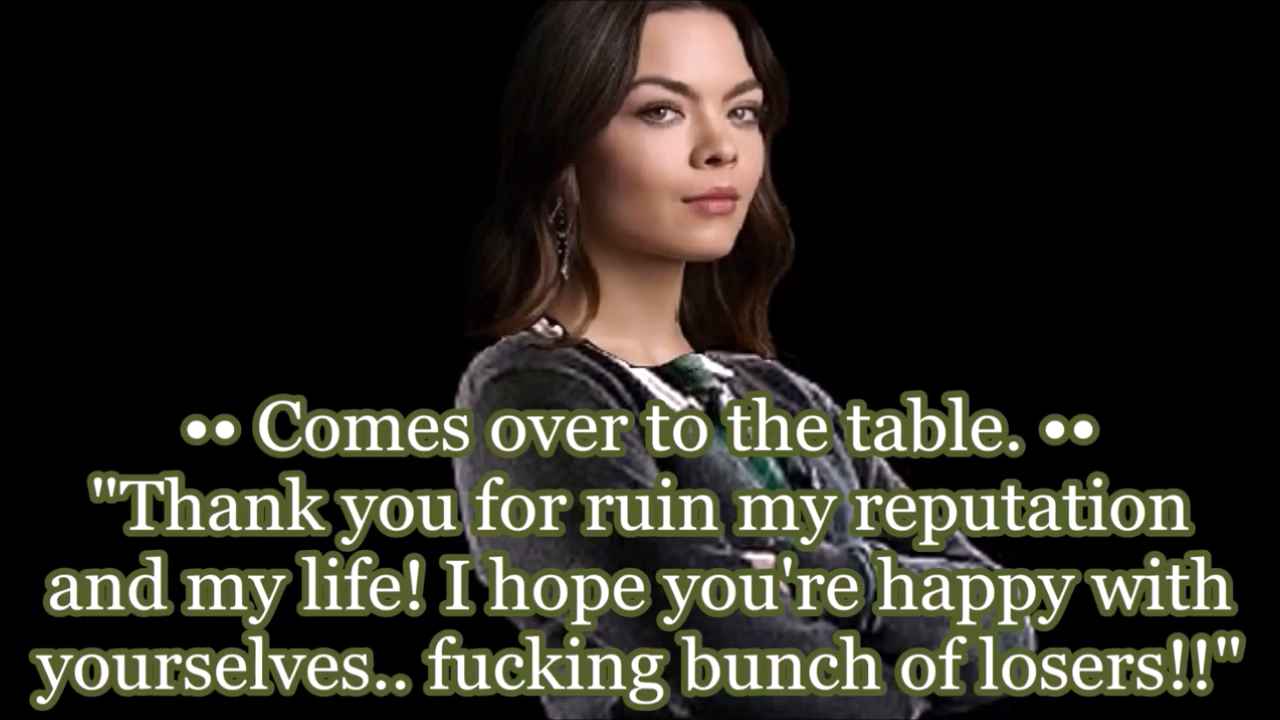 •• Comes over to the table. ••
"Thank you for ruin my reputation
and my life! I hope you're happy with
yourselves.. fucking bunch of losers!!"